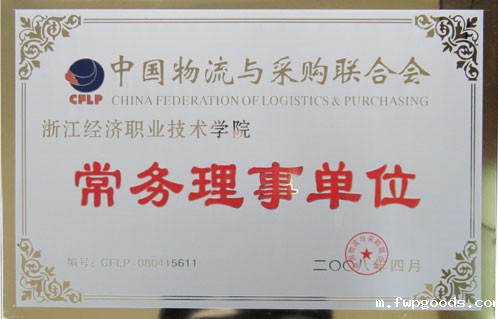 中国物流与采购联合会
CFLP
CHINA FEDERATION OF LOGISTICS & PURCHASING
浙江经济职业技术学院
常务理事单位
编号：CFLP-080415611
二〇〇八年四月
m.fwpgoods.com